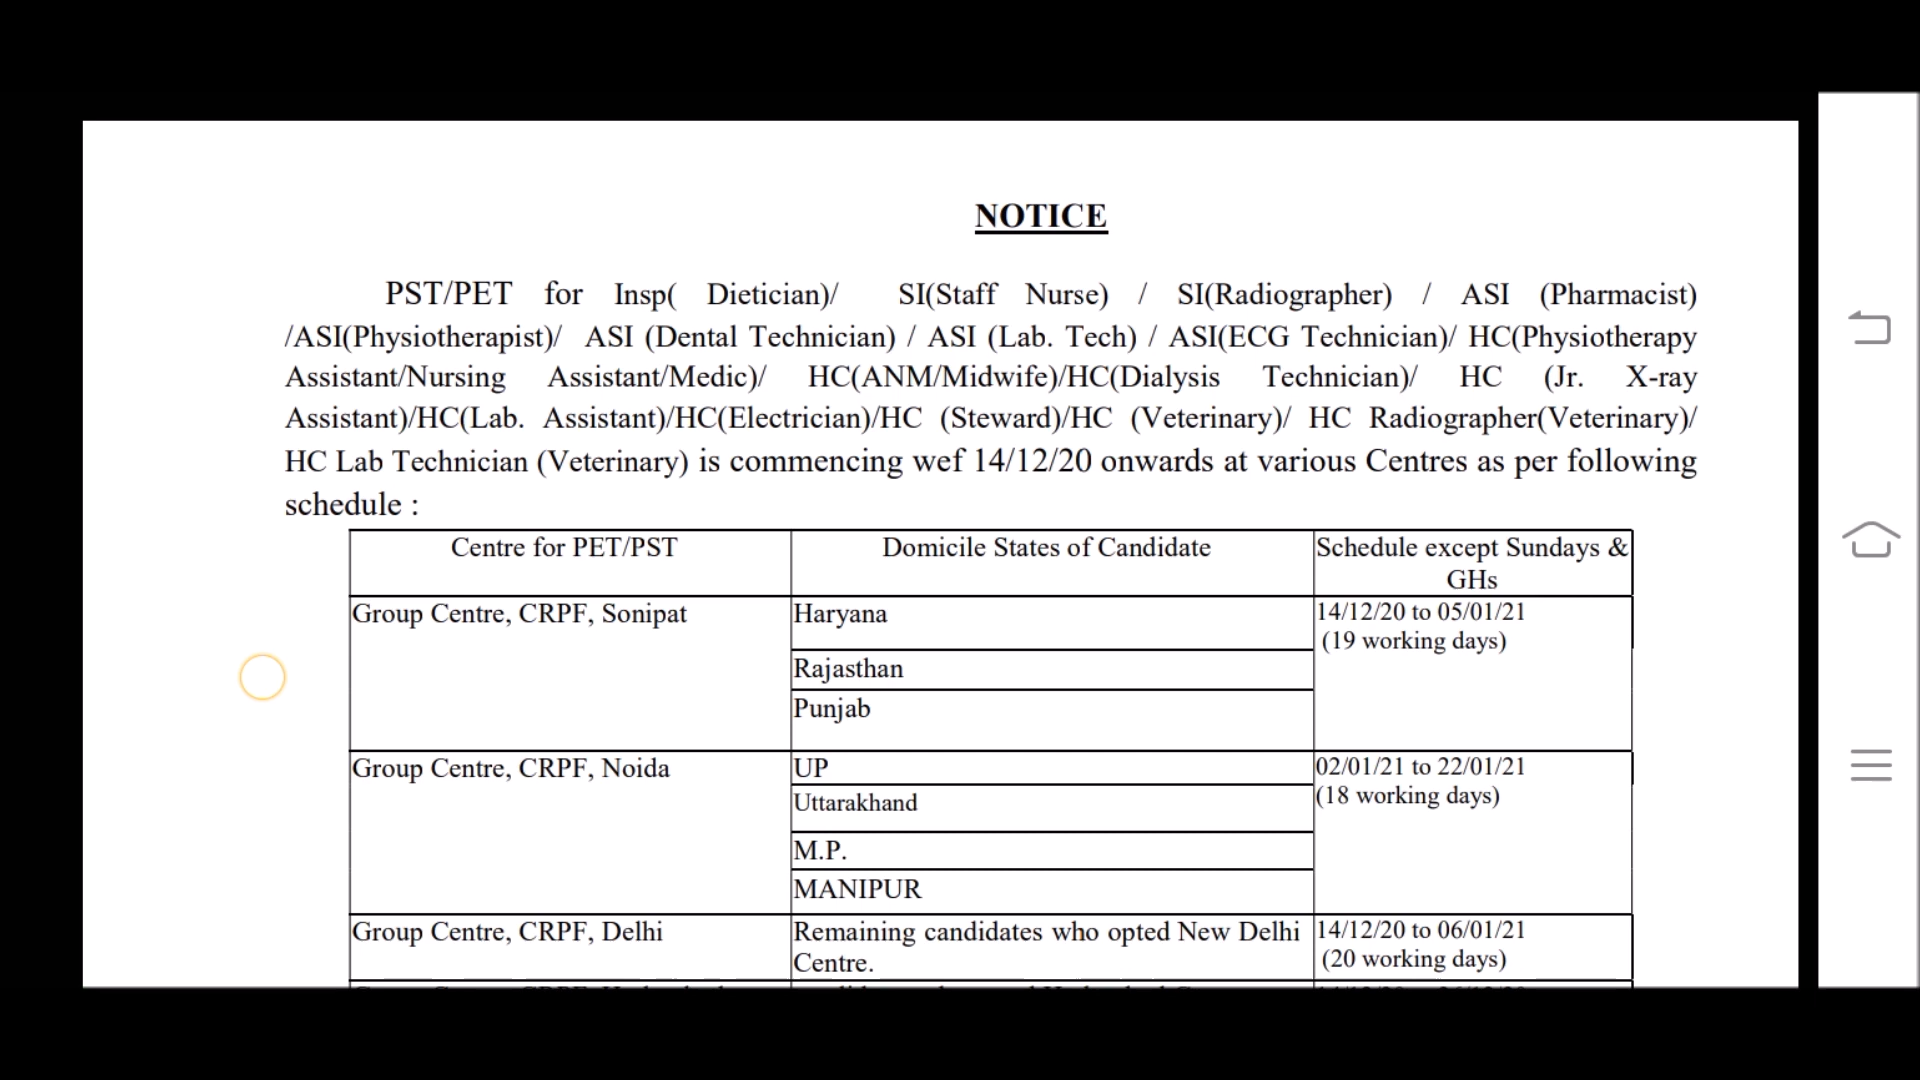 NOTICE
PST/PET for Insp( Dietician)/ SI(Staff Nurse) / SI(Radiographer) / ASI (Pharmacist)
/ASI(Physiotherapist)/ ASI (Dental Technician) / ASI (Lab. Tech) / ASI(ECG Technician)/ HC(Physiotherapy
Assistant/Nursing Assistant/Medic)/ HC(ANM/Midwife)/HC(Dialysis Technician)/ HC (Jr. X-ray
Assistant)/HC(Lab. Assistant)/HC(Electrician)/HC (Steward)/HC (Veterinary)/ HC Radiographer(Veterinary)/
HC Lab Technician (Veterinary) is commencing wef 14/12/20 onwards at various Centres as per following
schedule :
Centre for PET/PST
Domicile States of Candidate
Schedule except Sundays &
GHs
Group Centre, CRPF, Sonipat
Haryana
14/12/20 to 05/01/21
(19 working days)
Rajasthan
Punjab
Group Centre, CRPF, Noida
UP
02/01/21 to 22/01/21
(18 working days)
Uttarakhand
M.P.
MANIPUR
Group Centre, CRPF, Delhi
Remaining candidates who opted New Delhi
Centre.
14/12/20 to 06/01/21
(20 working days)